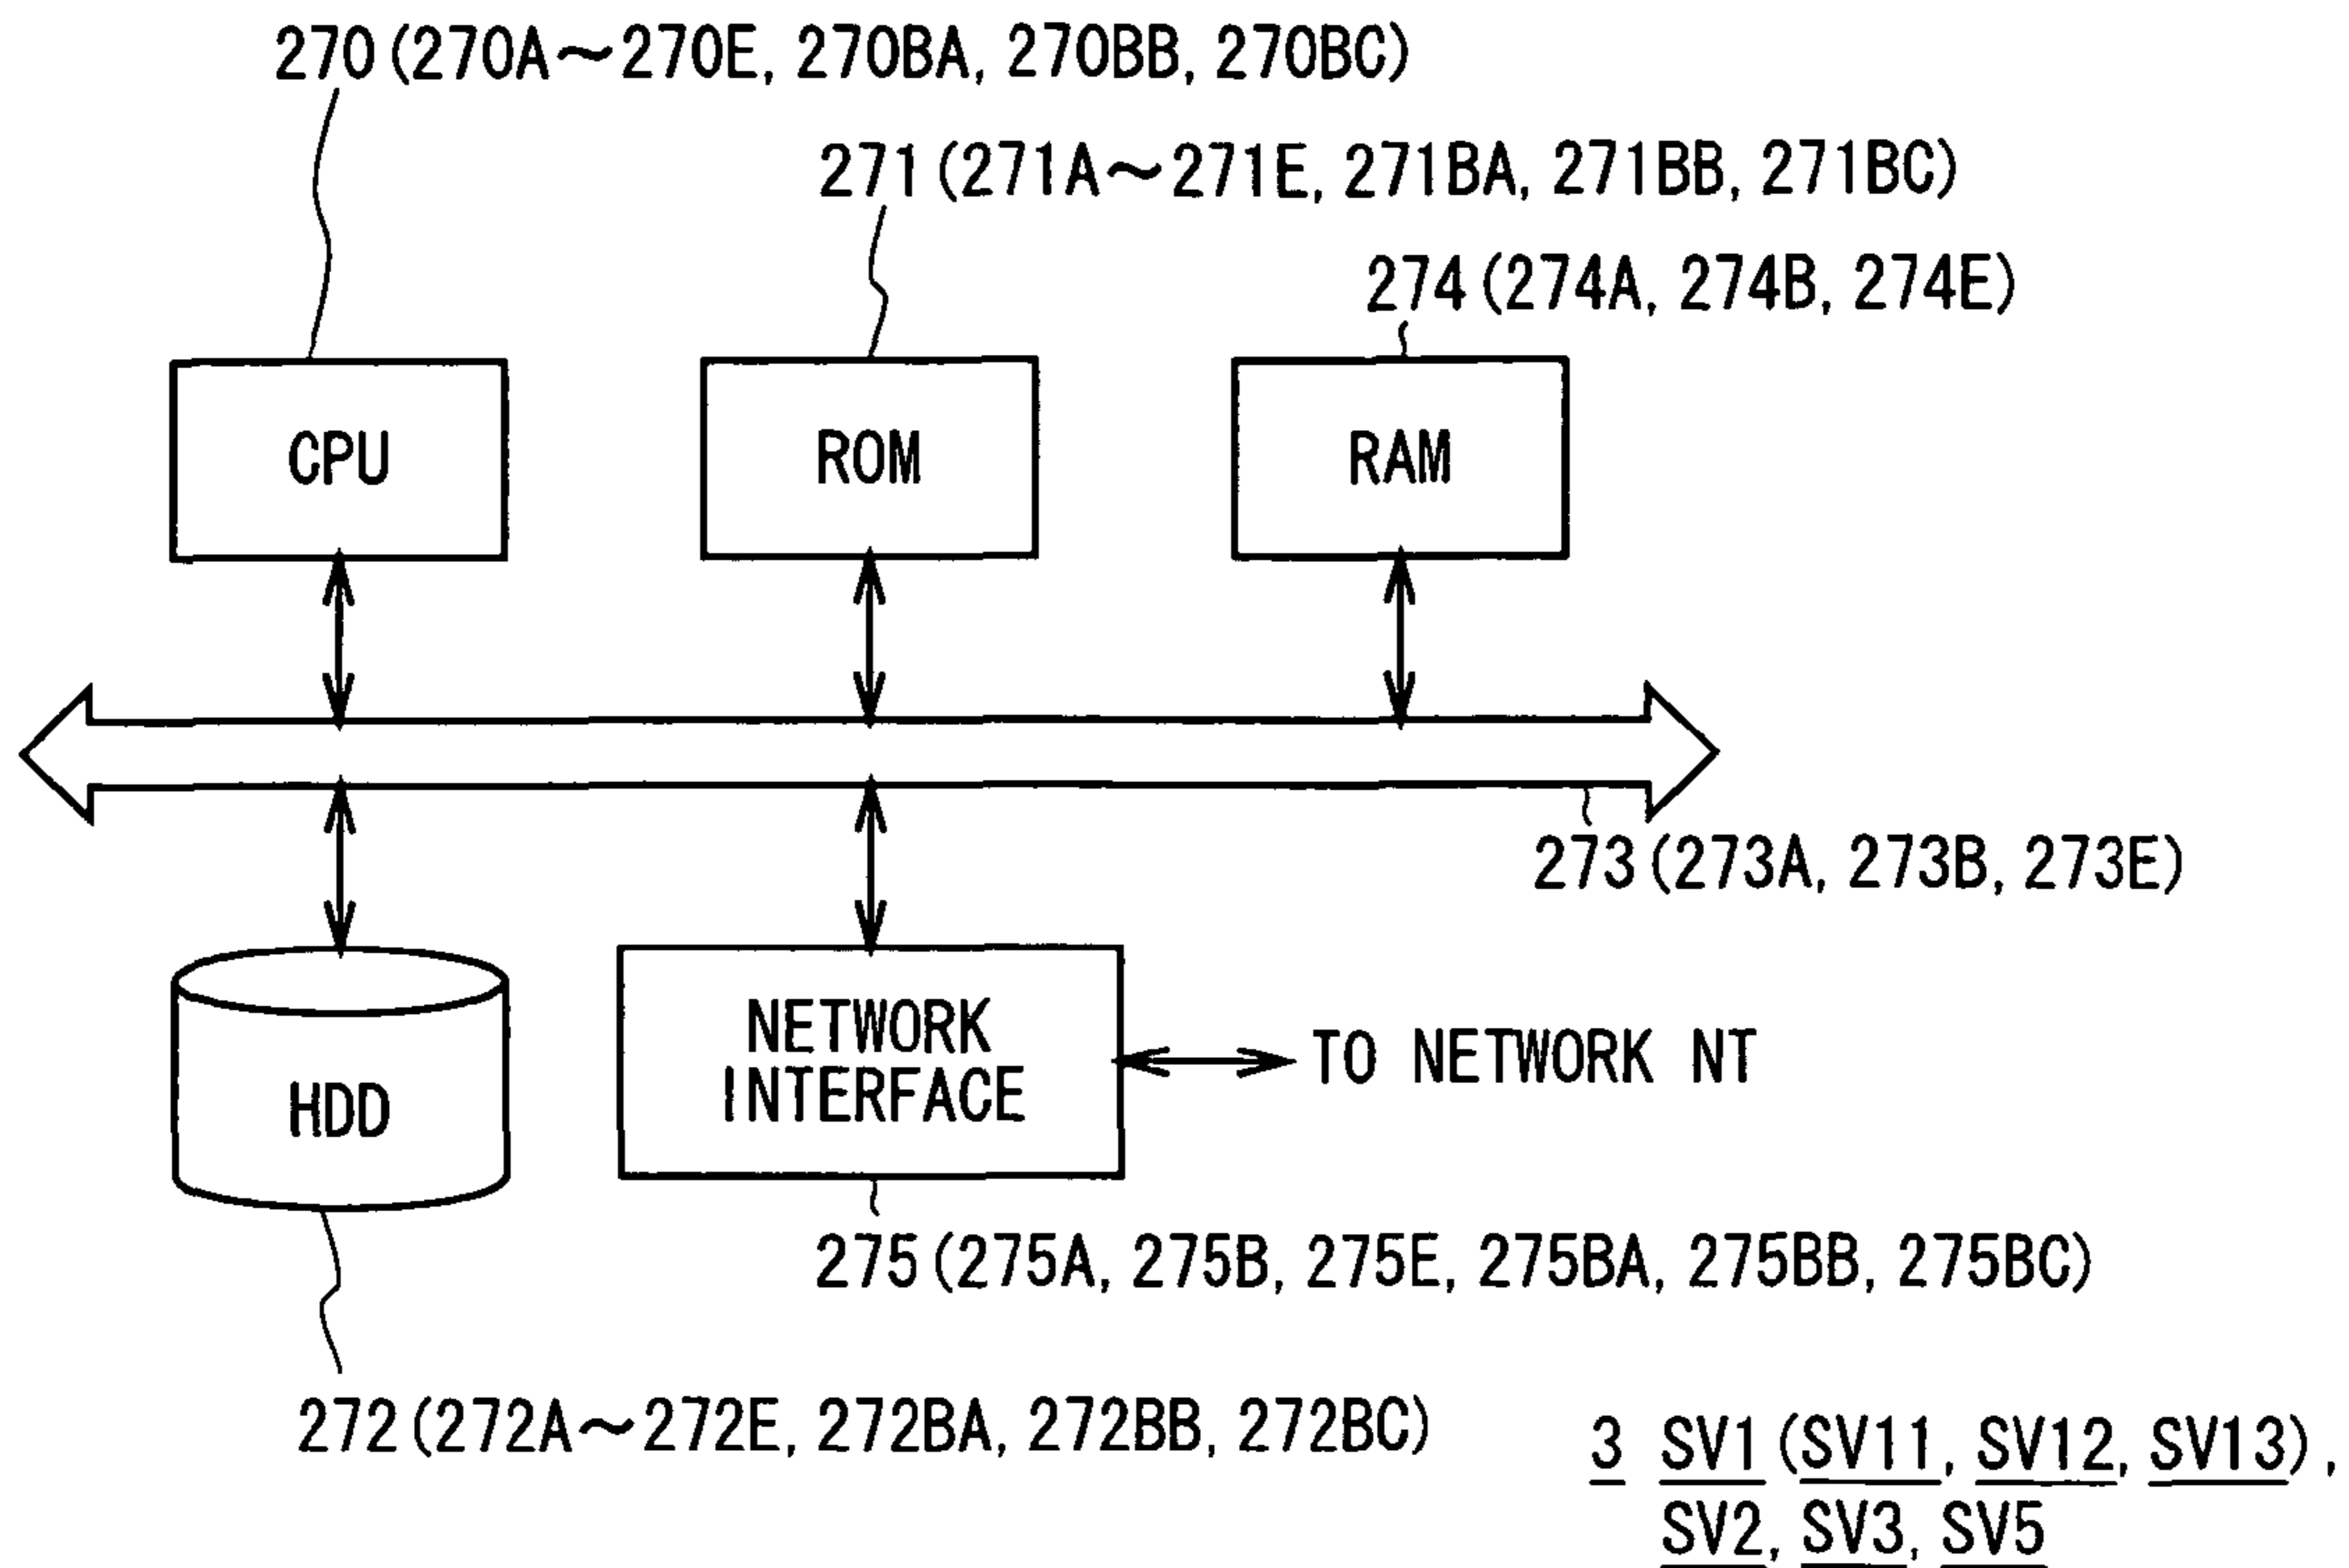 270 (270A～270E, 270BA, 270BB, 270BC)
271 (271A～271E, 271BA, 271BB, 271BC)
274 (274A, 274B, 274E)
CPU
ROM
RAM
273 (273A, 273B, 273E)
HDD
NETWORK
INTERFACE
TO NETWORK NT
275 (275A, 275B, 275E, 275BA, 275BB, 275BC)
272 (272A～272E, 272BA, 272BB, 272BC)
3 SV1 (SV11, SV12, SV13),
SV2, SV3, SV5